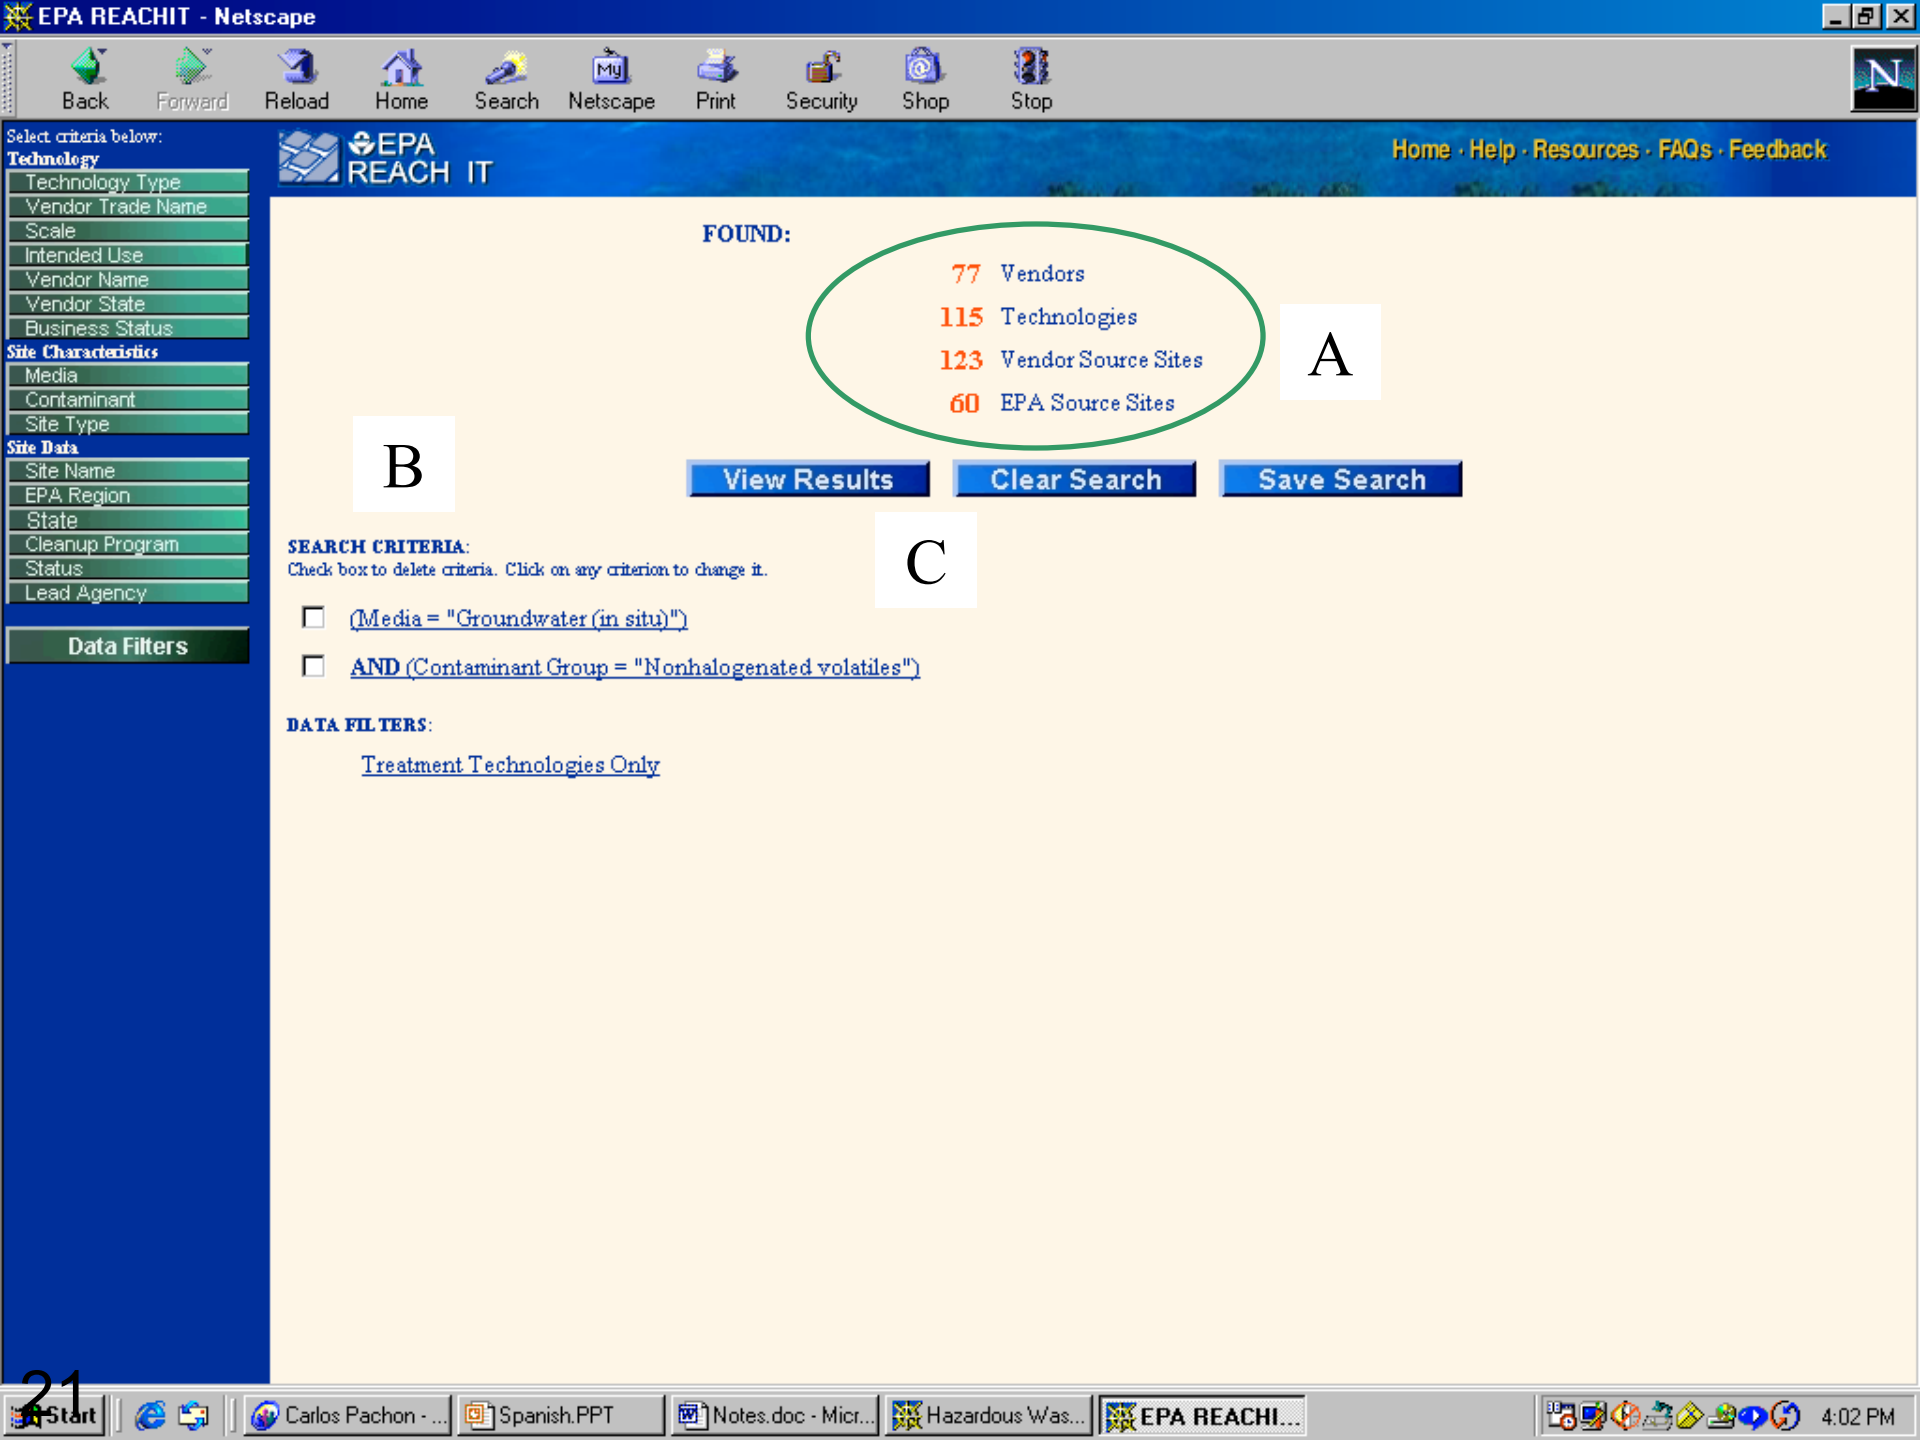 EPA REACHIT - Netscape
Back Forward Reload Home Search Netscape Print Security Shop Stop
My
N
Select criteria below:
Technology
Technology Type
Vendor Trade Name
Scale
Intended Use
Vendor Name
Vendor State
Business Status
Site Characteristics
Media
Contaminant
Site Type
Site Data
Site Name
EPA Region
State
Cleanup Program
Status
Lead Agency
Data Filters
EPA
REACH IT
Home · Help · Resources · FAQs · Feedback
FOUND:
77 Vendors
115 Technologies
123 Vendor Source Sites
60 EPA Source Sites
A
B
View Results Clear Search Save Search
C
SEARCH CRITERIA:
Check box to delete criteria. Click on any criterion to change it.
(Media = "Groundwater (in situ)")
AND (Contaminant Group = "Nonhalogenated volatiles")
DATA FILTERS:
Treatment Technologies Only
21
Start Carlos Pachon - ... Spanish.PPT Notes.doc - Micr... Hazardous Was... EPA REACHI... 4:02 PM